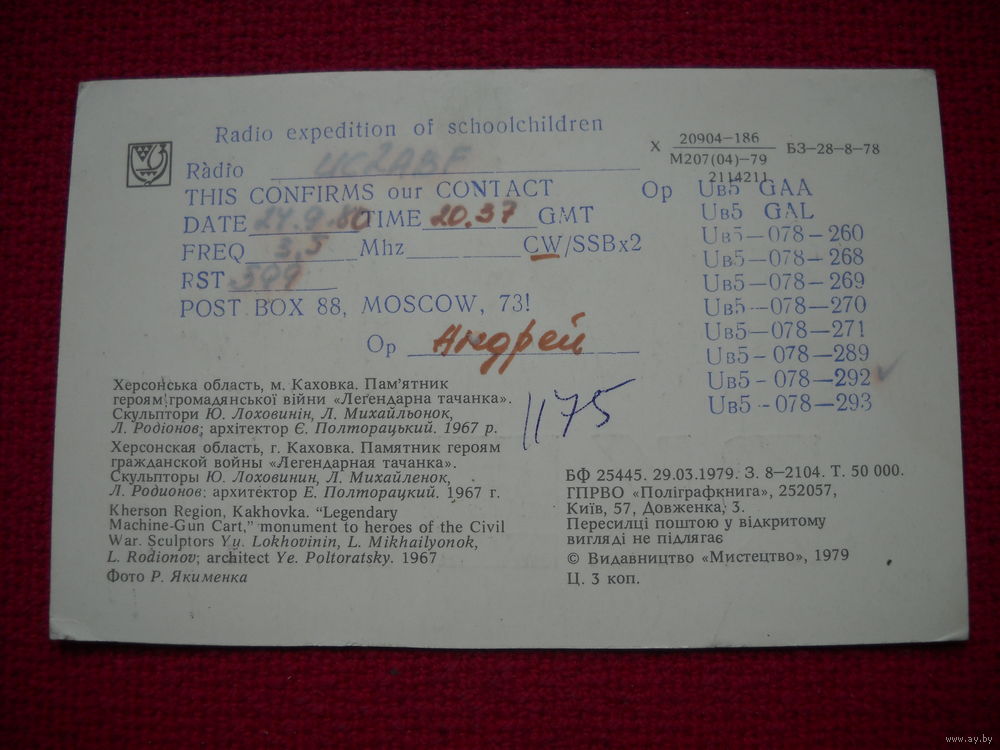 Radio expedition of schoolchildren
Radio UC2ABF
THIS CONFIRMS our CONTACT
DATE 24.9.80 TIME 20.37 GMT
FREQ 3,5 Mhz CW/SSBx2
RST 599
POST BOX 88, MOSCOW, 73!
Op Андрей
X 20904—186
М207(04)—79 БЗ—28—8—78
2114211
Op UB5 GAA
UB5 GAL
UB5—078—260
UB5—078—268
UB5—078—269
UB5—078—270
UB5—078—271
UB5—078—289
UB5-078—292
UB5-078—293
1175
Херсонська область, м. Каховка. Пам'ятник
героям громадянської війни «Легендарна тачанка».
Скульптори Ю. Лоховинін, Л. Михайльонок,
Л. Родіонов; архітектор Є. Полторацький. 1967 р.
Херсонская область, г. Каховка. Памятник героям
гражданской войны «Легендарная тачанка».
Скульпторы Ю. Лоховинин, Л. Михайленок,
Л. Родионов; архитектор Е. Полторацкий. 1967 г.
Kherson Region, Kakhovka. “Legendary
Machine-Gun Cart,” monument to heroes of the Civil
War. Sculptors Yu. Lokhovinin, L. Mikhailyonok,
L. Rodionov; architect Ye. Poltoratsky. 1967
Фото Р. Якименка
БФ 25445. 29.03.1979. З. 8—2104. Т. 50 000.
ГПРВО «Поліграфкнига», 252057,
Київ, 57, Довженка, 3.
Пересилці поштою у відкритому
вигляді не підлягає
© Видавництво «Мистецтво», 1979
Ц. 3 коп.
www.ay.by